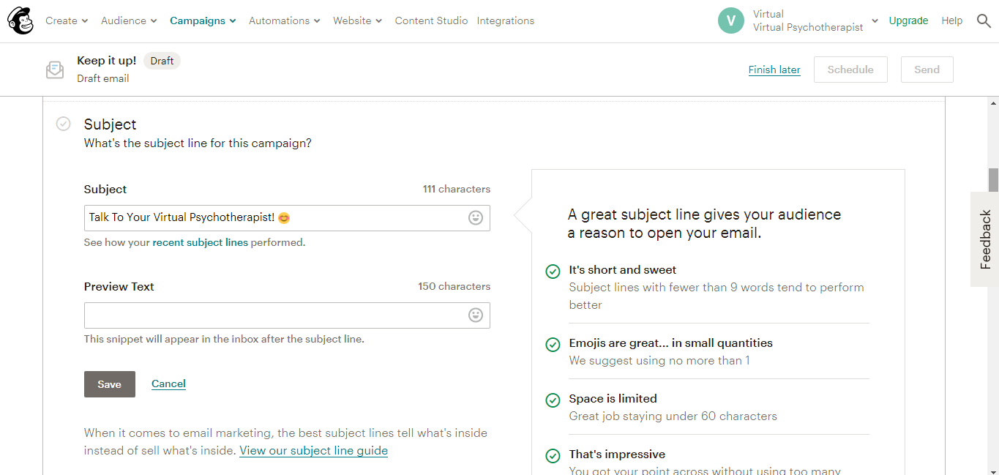 Create Audience Campaigns Automations Website Content Studio Integrations
V
Virtual
Virtual Psychotherapist
Upgrade Help
Keep it up! Draft
Draft email
Finish later Schedule Send
Subject
What's the subject line for this campaign?
Subject 111 characters
Talk To Your Virtual Psychotherapist! 😊
See how your recent subject lines performed.
Preview Text 150 characters
This snippet will appear in the inbox after the subject line.
Save Cancel
When it comes to email marketing, the best subject lines tell what's inside
instead of sell what's inside. View our subject line guide
A great subject line gives your audience
a reason to open your email.
It's short and sweet
Subject lines with fewer than 9 words tend to perform
better
Emojis are great... in small quantities
We suggest using no more than 1
Space is limited
Great job staying under 60 characters
That's impressive
You got your point across without using too many
Feedback